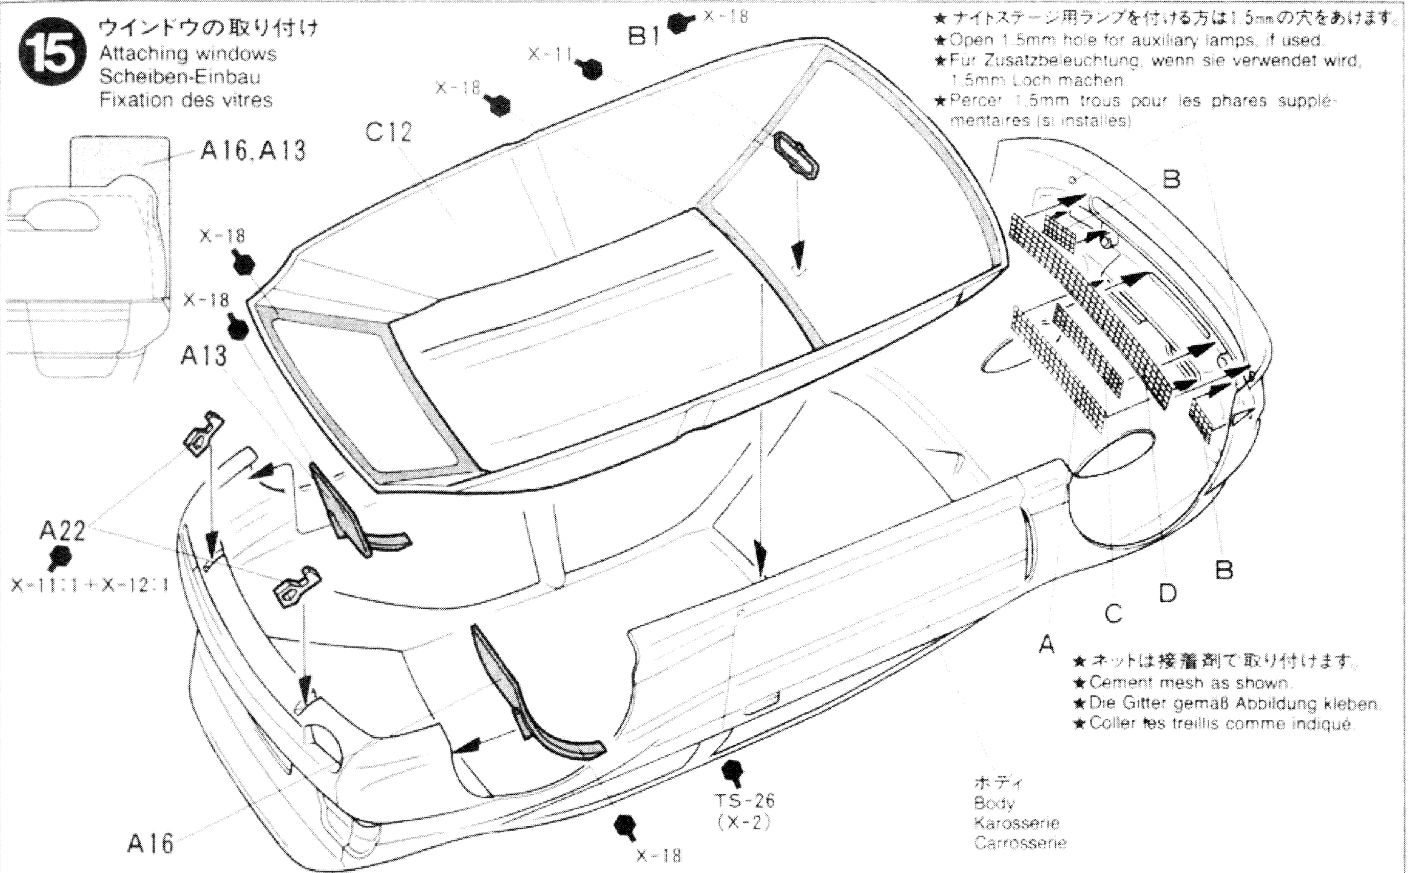 15
ウインドウの取り付け
Attaching windows
Scheiben-Einbau
Fixation des vitres
★ナイトステージ用ランプを付ける方は1.5mmの穴をあけます。
★Open 1.5mm hole for auxiliary lamps, if used.
★Für Zusatzbeleuchtung, wenn sie verwendet wird,
1.5mm Loch machen.
★Percer 1,5mm trous pour les phares supplé-
mentaires (si installés)
X-18
B1
X-11
X-18
C12
A16, A13
B
X-18
X-18
A13
A22
X-11:1+X-12:1
B
D
C
A
★ネットは接着剤で取り付けます。
★Cement mesh as shown.
★Die Gitter gemäß Abbildung kleben.
★Coller les treillis comme indiqué.
TS-26
(X-2)
ボディ
Body
Karosserie
Carrosserie
A16
X-18